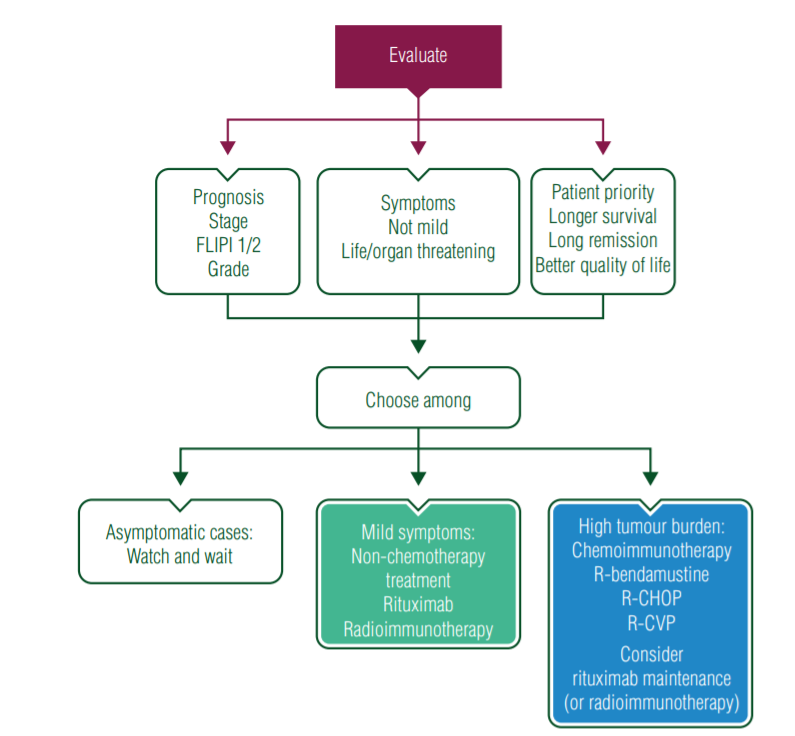 Evaluate
Prognosis
Stage
FLIPI 1/2
Grade
Symptoms
Not mild
Life/organ threatening
Patient priority
Longer survival
Long remission
Better quality of life
Choose among
Asymptomatic cases:
Watch and wait
Mild symptoms:
Non-chemotherapy
treatment
Rituximab
Radioimmunotherapy
High tumour burden:
Chemoimmunotherapy
R-bendamustine
R-CHOP
R-CVP
Consider
rituximab maintenance
(or radioimmunotherapy)